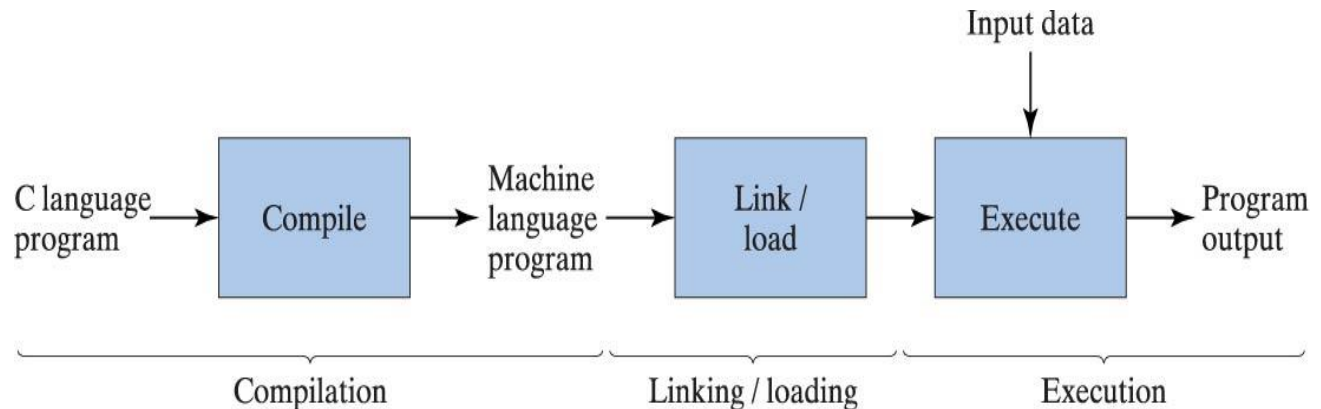 Input data
C language
program
Compile
Machine
language
program
Link /
load
Execute
Program
output
Compilation
Linking / loading
Execution